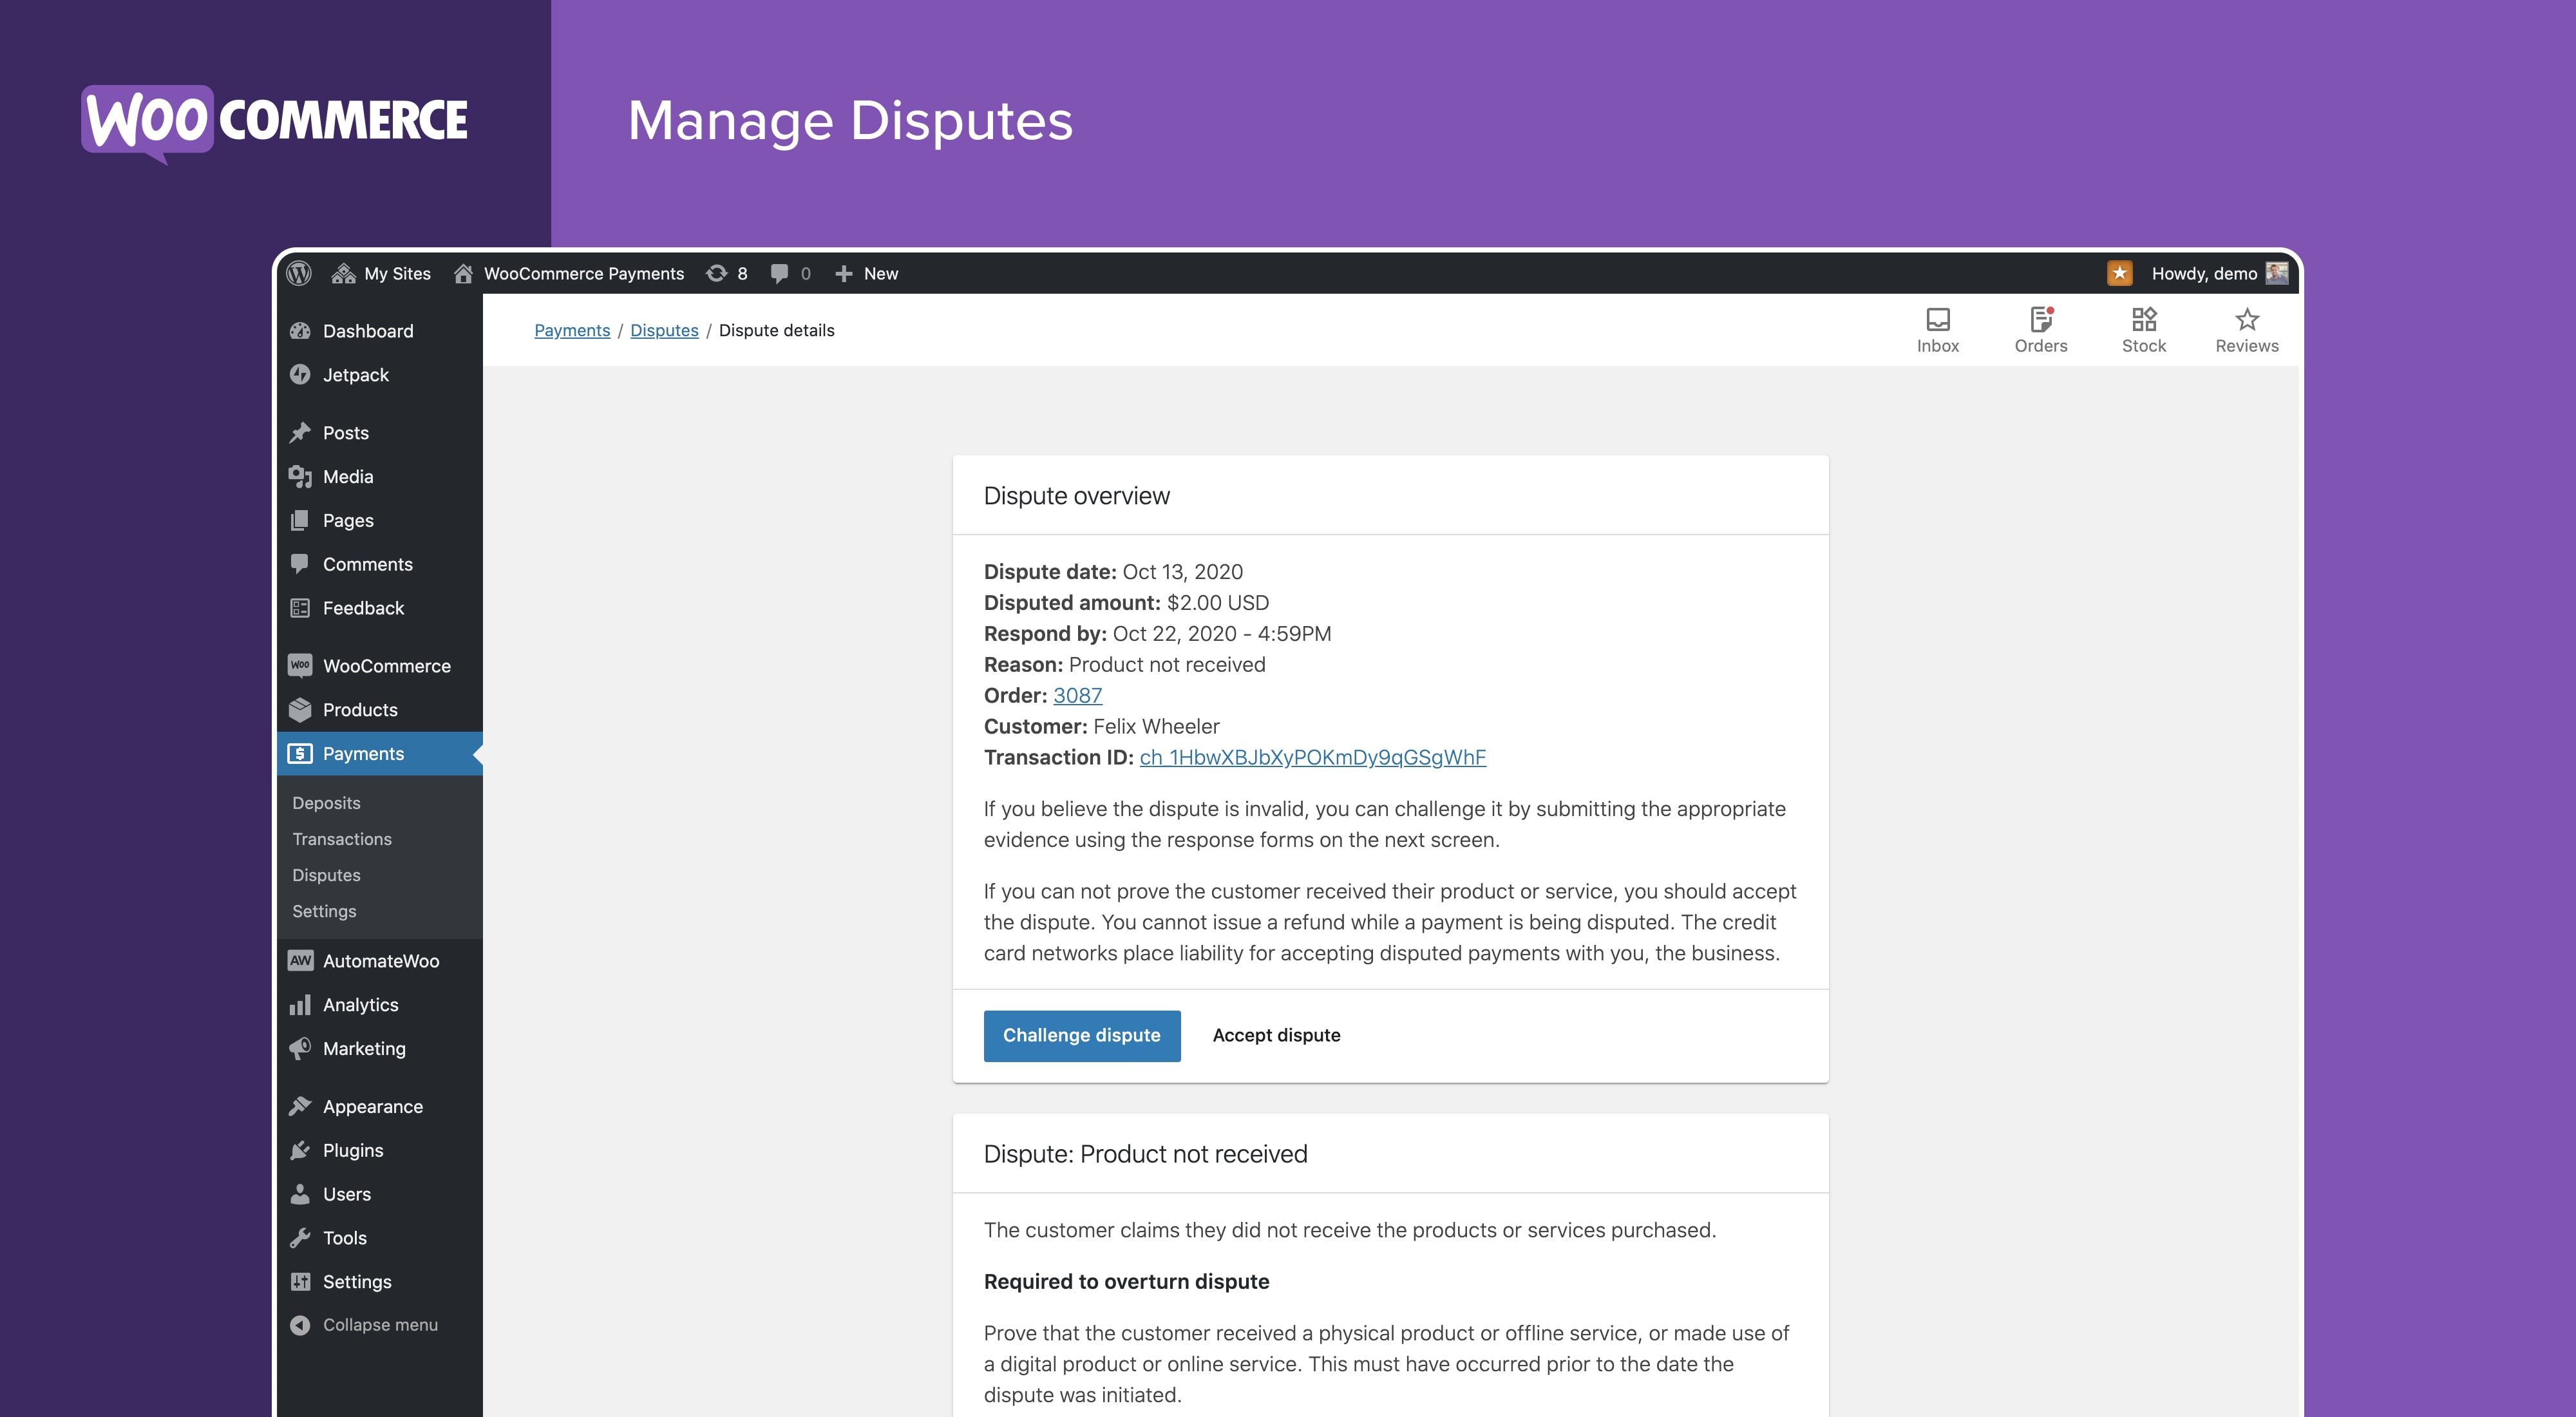 WOO COMMERCE
Manage Disputes
My Sites WooCommerce Payments 8 0 New Howdy, demo
Payments / Disputes / Dispute details
Inbox Orders Stock Reviews
Dashboard
Jetpack
Posts
Media
Pages
Comments
Feedback
Woo WooCommerce
Products
$ Payments
Deposits
Transactions
Disputes
Settings
AW AutomateWoo
Analytics
Marketing
Appearance
Plugins
Users
Tools
Settings
Collapse menu
Dispute overview
Dispute date: Oct 13, 2020
Disputed amount: $2.00 USD
Respond by: Oct 22, 2020 - 4:59PM
Reason: Product not received
Order: 3087
Customer: Felix Wheeler
Transaction ID: ch_1HbwXBJbXyPOKmDy9qGSgWhF
If you believe the dispute is invalid, you can challenge it by submitting the appropriate
evidence using the response forms on the next screen.
If you can not prove the customer received their product or service, you should accept
the dispute. You cannot issue a refund while a payment is being disputed. The credit
card networks place liability for accepting disputed payments with you, the business.
Challenge dispute Accept dispute
Dispute: Product not received
The customer claims they did not receive the products or services purchased.
Required to overturn dispute
Prove that the customer received a physical product or offline service, or made use of
a digital product or online service. This must have occurred prior to the date the
dispute was initiated.